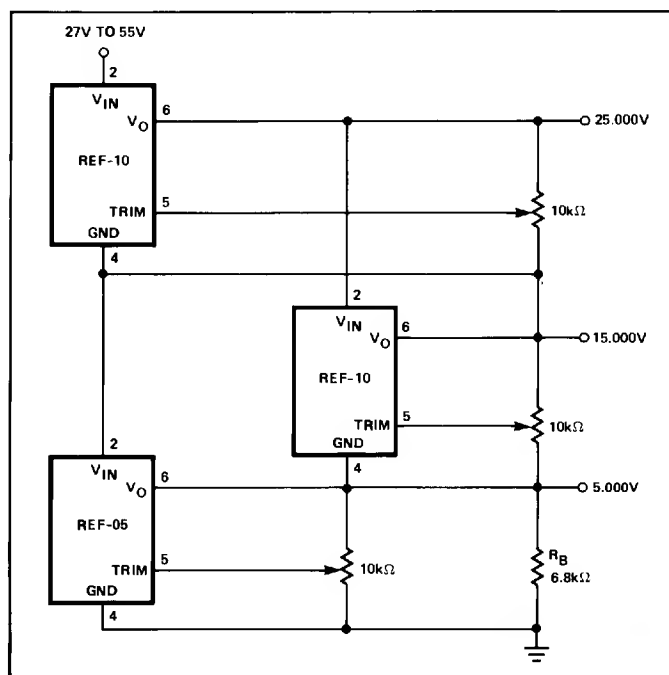 27V TO 55V
2
VIN
6
VO
25.000V
REF-10
TRIM
5
10kΩ
GND
4
2
VIN
6
VO
15.000V
REF-10
TRIM
5
10kΩ
GND
4
2
VIN
6
VO
5.000V
REF-05
TRIM
5
10kΩ
RB
6.8kΩ
GND
4